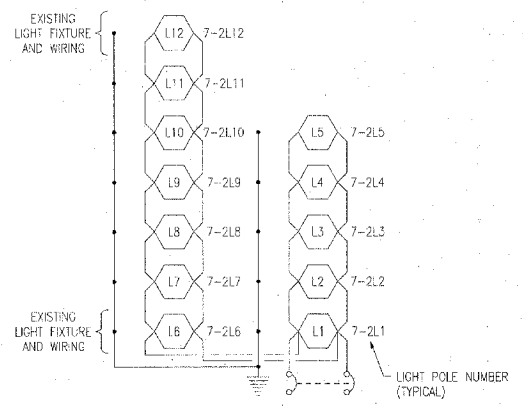 EXISTING
LIGHT FIXTURE
AND WIRING
L12 7-2L12
L11 7-2L11
L10 7-2L10
L5 7-2L5
L9 7-2L9
L4 7-2L4
L8 7-2L8
L3 7-2L3
L7 7-2L7
L2 7-2L2
EXISTING
LIGHT FIXTURE
AND WIRING
L6 7-2L6
L1 7-2L1
LIGHT POLE NUMBER
(TYPICAL)